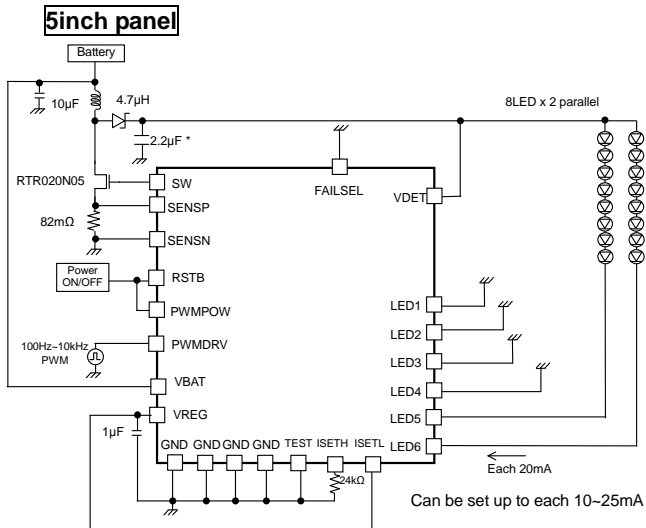 5inch panel
Battery
10µF
4.7µH
2.2µF *
8LED x 2 parallel
RTR020N05
SW
FAILSEL
VDET
SENSP
82mΩ
SENSN
Power
ON/OFF
RSTB
PWMPOW
LED1
LED2
100Hz~10kHz
PWM
PWMDRV
LED3
VBAT
LED4
VREG
LED5
1µF
GND GND GND GND TEST ISETH ISETL
LED6
24kΩ
Each 20mA
Can be set up to each 10~25mA